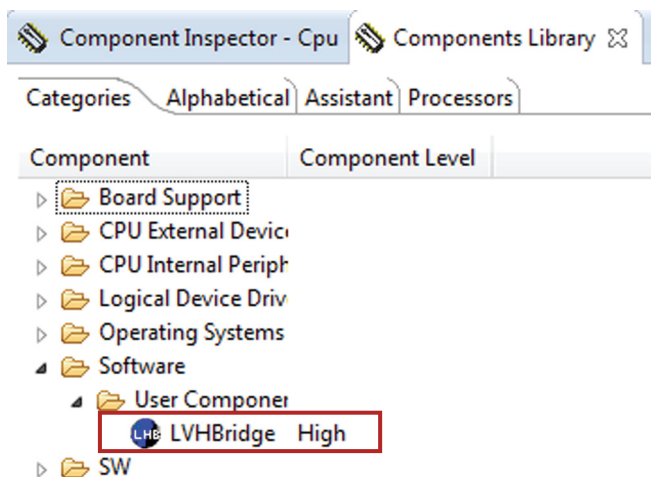 Component Inspector - Cpu Components Library
Categories Alphabetical Assistant Processors
Component Component Level
Board Support
CPU External Devic
CPU Internal Periph
Logical Device Driv
Operating Systems
Software
User Componer
LHB LVHBridge High
SW